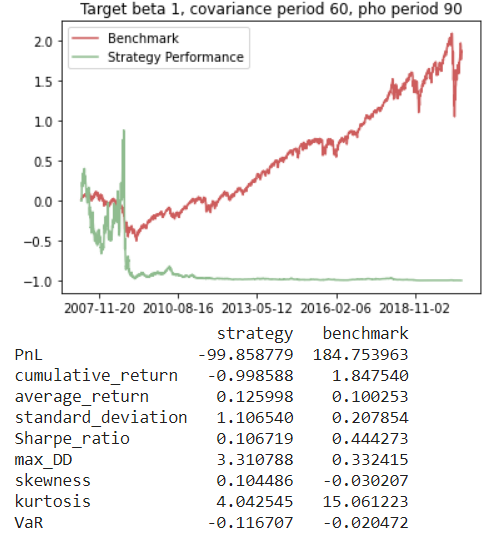 Target beta 1, covariance period 60, pho period 90
Benchmark
Strategy Performance
2.0
1.5
1.0
0.5
0.0
−0.5
−1.0
2007-11-20 2010-08-16 2013-05-12 2016-02-06 2018-11-02
strategy benchmark
PnL -99.858779 184.753963
cumulative_return -0.998588 1.847540
average_return 0.125998 0.100253
standard_deviation 1.106540 0.207854
Sharpe_ratio 0.106719 0.444273
max_DD 3.310788 0.332415
skewness 0.104486 -0.030207
kurtosis 4.042545 15.061223
VaR -0.116707 -0.020472